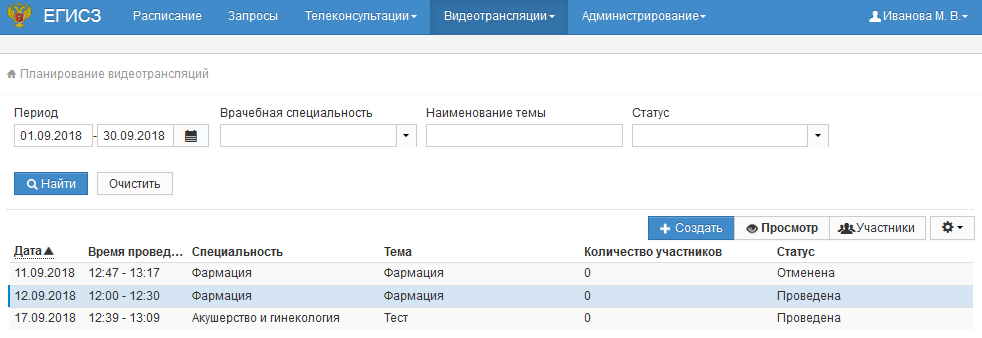 ЕГИСЗ Расписание Запросы Телеконсультации Видеотрансляции Администрирование Иванова М. В.
Планирование видеотрансляций
Период Врачебная специальность Наименование темы Статус
01.09.2018 - 30.09.2018
Найти Очистить
Создать Просмотр Участники
Дата Время провед... Специальность Тема Количество участников Статус
11.09.2018 12:47 - 13:17 Фармация Фармация 0 Отменена
12.09.2018 12:00 - 12:30 Фармация Фармация 0 Проведена
17.09.2018 12:39 - 13:09 Акушерство и гинекология Тест 0 Проведена